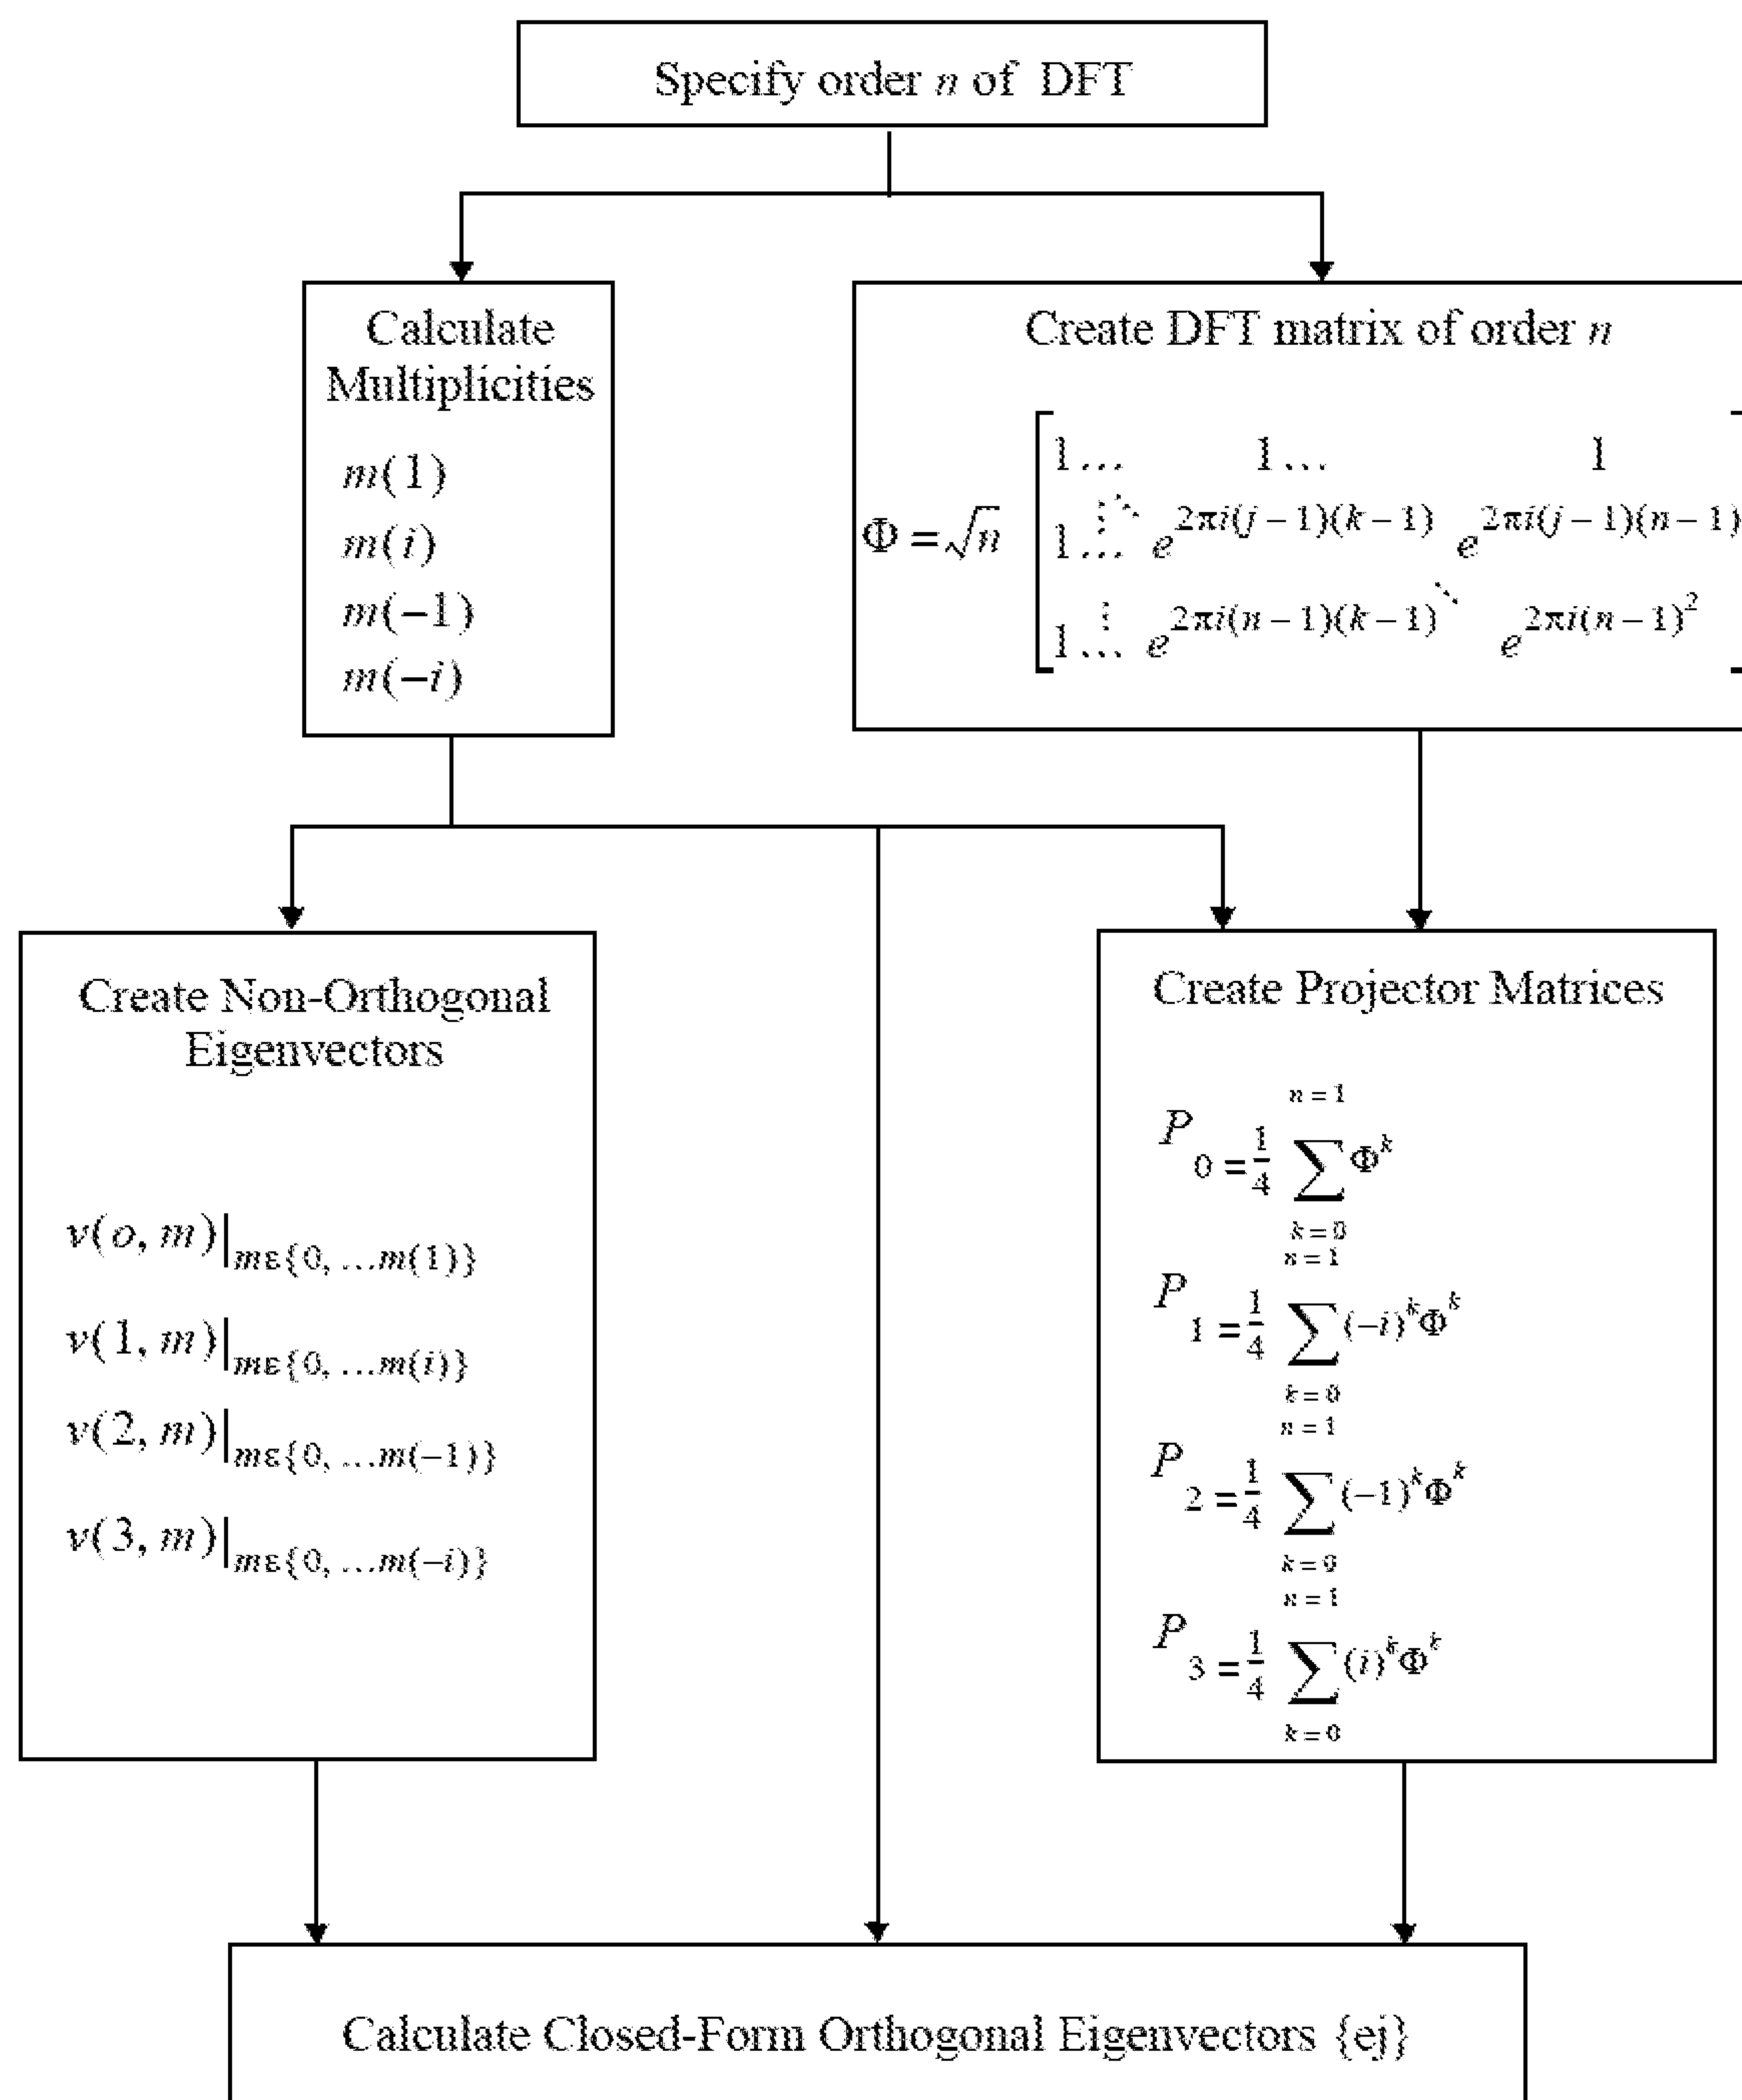 Specify order n of DFT
Calculate
Multiplicities
m(1)
m(i)
m(−1)
m(−i)
Create DFT matrix of order n
1… 1… 1
Φ = √n 1… e^2πi(j−1)(k−1) e^2πi(j−1)(n−1)
1… e^2πi(n−1)(k−1) e^2πi(n−1)^2
Create Non-Orthogonal
Eigenvectors
v(o, m)|mε{0, …m(1)}
v(1, m)|mε{0, …m(i)}
v(2, m)|mε{0, …m(−1)}
v(3, m)|mε{0, …m(−i)}
Create Projector Matrices
n = 1
P0 = 1/4 ∑ Φ^k
k = 0
n = 1
P1 = 1/4 ∑ (−i)^k Φ^k
k = 0
n = 1
P2 = 1/4 ∑ (−1)^k Φ^k
k = 0
n = 1
P3 = 1/4 ∑ (i)^k Φ^k
k = 0
Calculate Closed-Form Orthogonal Eigenvectors {ej}